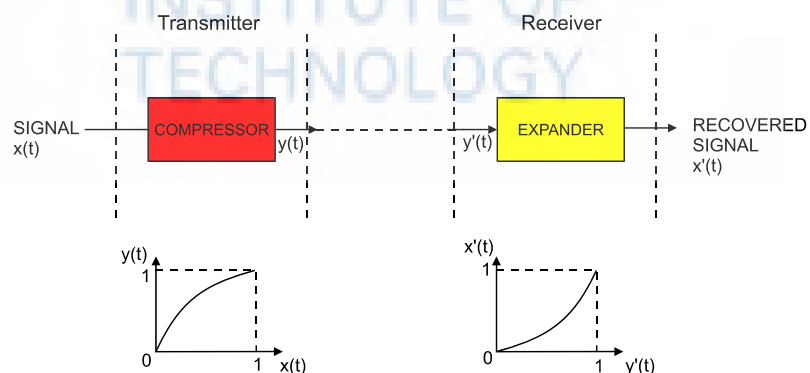 INSTITUTE OF
TECHNOLOGY
Transmitter
Receiver
SIGNAL
x(t)
COMPRESSOR
y(t)
y'(t)
EXPANDER
RECOVERED
SIGNAL
x'(t)
y(t)
1
0
1
x(t)
x'(t)
1
0
1
y'(t)